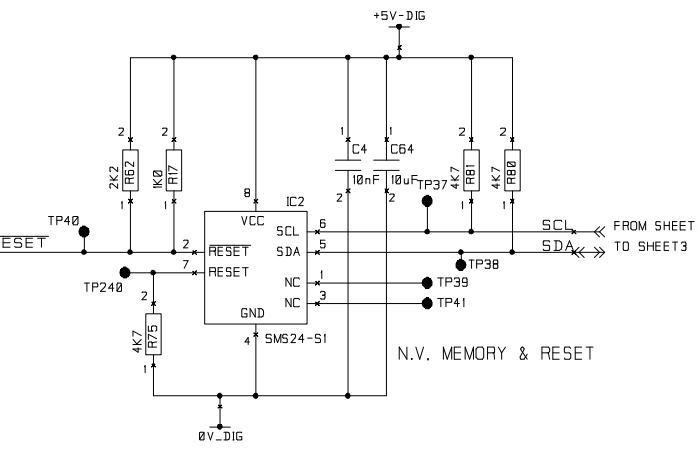 +5V-DIG
2
2
1
1
2
2
2K2
R62
1K0
R17
C4
C64
4K7
R81
4K7
R80
10nF
10uF
TP37
1
1
8
2
2
1
1
TP40
IC2
VCC
SCL
6
SCL
FROM SHEET
ESET
2
RESET
SDA
5
SDA
TO SHEET3
7
RESET
TP38
TP240
NC
1
TP39
2
NC
3
TP41
GND
4K7
R75
4
SMS24-S1
1
N.V. MEMORY & RESET
0V_DIG